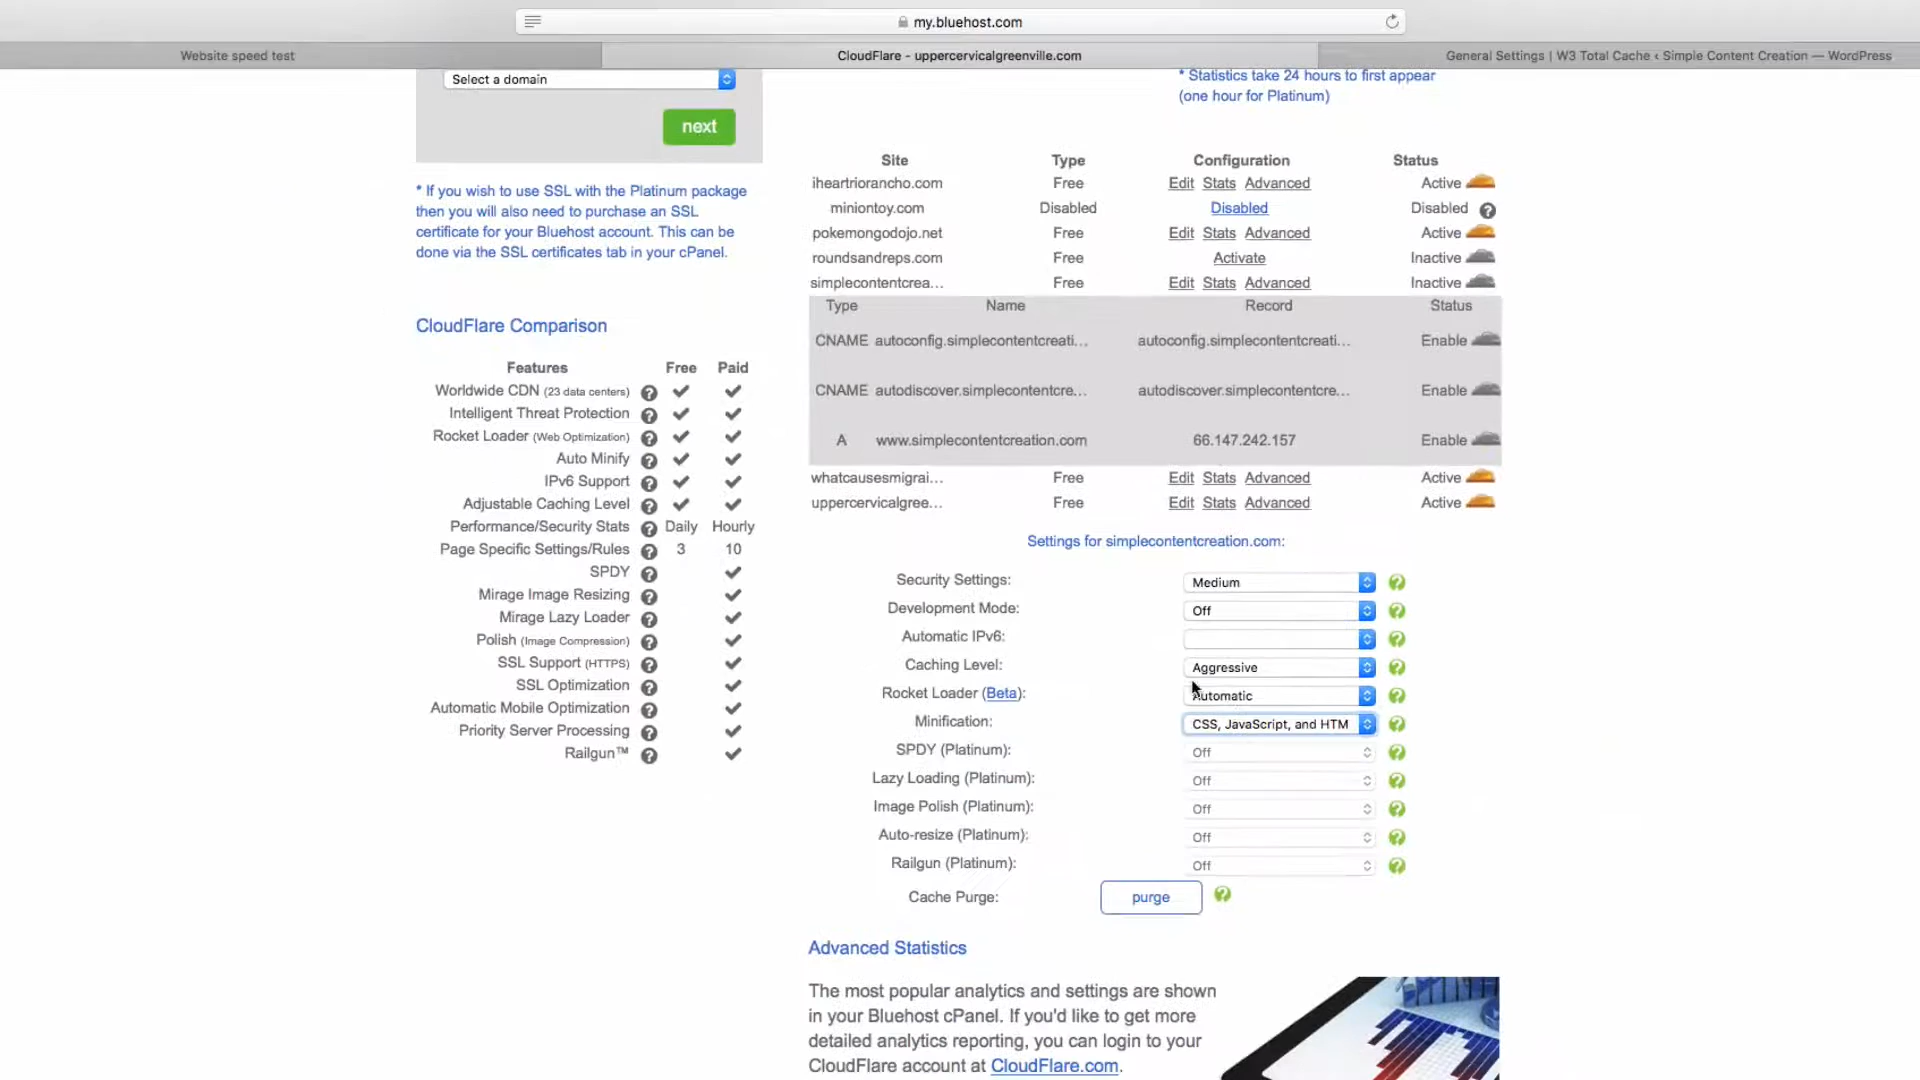 my.bluehost.com
Website speed test
CloudFlare - uppercervicalgreenville.com
General Settings | W3 Total Cache ‹ Simple Content Creation — WordPress
Select a domain
next
* If you wish to use SSL with the Platinum package
then you will also need to purchase an SSL
certificate for your Bluehost account. This can be
done via the SSL certificates tab in your cPanel.
CloudFlare Comparison
Features Free Paid
Worldwide CDN (23 data centers) ? ✔ ✔
Intelligent Threat Protection ? ✔ ✔
Rocket Loader (Web Optimization) ? ✔ ✔
Auto Minify ? ✔ ✔
IPv6 Support ? ✔ ✔
Adjustable Caching Level ? ✔ ✔
Performance/Security Stats ? Daily Hourly
Page Specific Settings/Rules ? 3 10
SPDY ? ✔
Mirage Image Resizing ? ✔
Mirage Lazy Loader ? ✔
Polish (Image Compression) ? ✔
SSL Support (HTTPS) ? ✔
SSL Optimization ? ✔
Automatic Mobile Optimization ? ✔
Priority Server Processing ? ✔
Railgun™ ? ✔
* Statistics take 24 hours to first appear
(one hour for Platinum)
Site Type Configuration Status
iheartriorancho.com Free Edit Stats Advanced Active
miniontoy.com Disabled Disabled Disabled ?
pokemongodojo.net Free Edit Stats Advanced Active
roundsandreps.com Free Activate Inactive
simplecontentcrea... Free Edit Stats Advanced Inactive
Type Name Record Status
CNAME autoconfig.simplecontentcreati... autoconfig.simplecontentcreati... Enable
CNAME autodiscover.simplecontentcre... autodiscover.simplecontentcre... Enable
A www.simplecontentcreation.com 66.147.242.157 Enable
whatcausesmigrai... Free Edit Stats Advanced Active
uppercervicalgree... Free Edit Stats Advanced Active
Settings for simplecontentcreation.com:
Security Settings: Medium ?
Development Mode: Off ?
Automatic IPv6: ?
Caching Level: Aggressive ?
Rocket Loader (Beta): Automatic ?
Minification: CSS, JavaScript, and HTM ?
SPDY (Platinum): Off ?
Lazy Loading (Platinum): Off ?
Image Polish (Platinum): Off ?
Auto-resize (Platinum): Off ?
Railgun (Platinum): Off ?
Cache Purge: purge ?
Advanced Statistics
The most popular analytics and settings are shown
in your Bluehost cPanel. If you'd like to get more
detailed analytics reporting, you can login to your
CloudFlare account at CloudFlare.com.